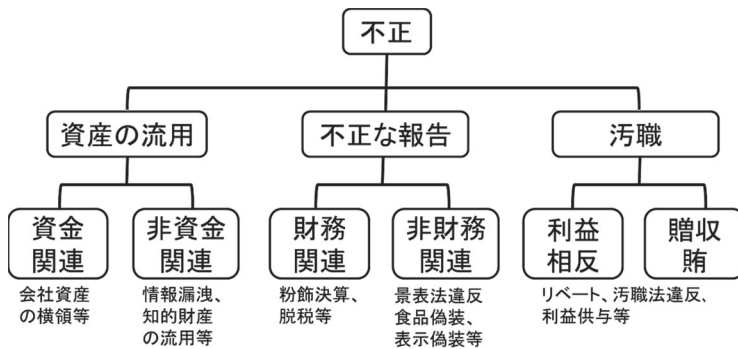 不正
資産の流用
不正な報告
汚職
資金
関連
非資金
関連
財務
関連
非財務
関連
利益
相反
贈収
賄
会社資産
の横領等
情報漏洩、
知的財産
の流用等
粉飾決算、
脱税等
景表法違反
食品偽装、
表示偽装等
リベート、汚職法違反、
利益供与等